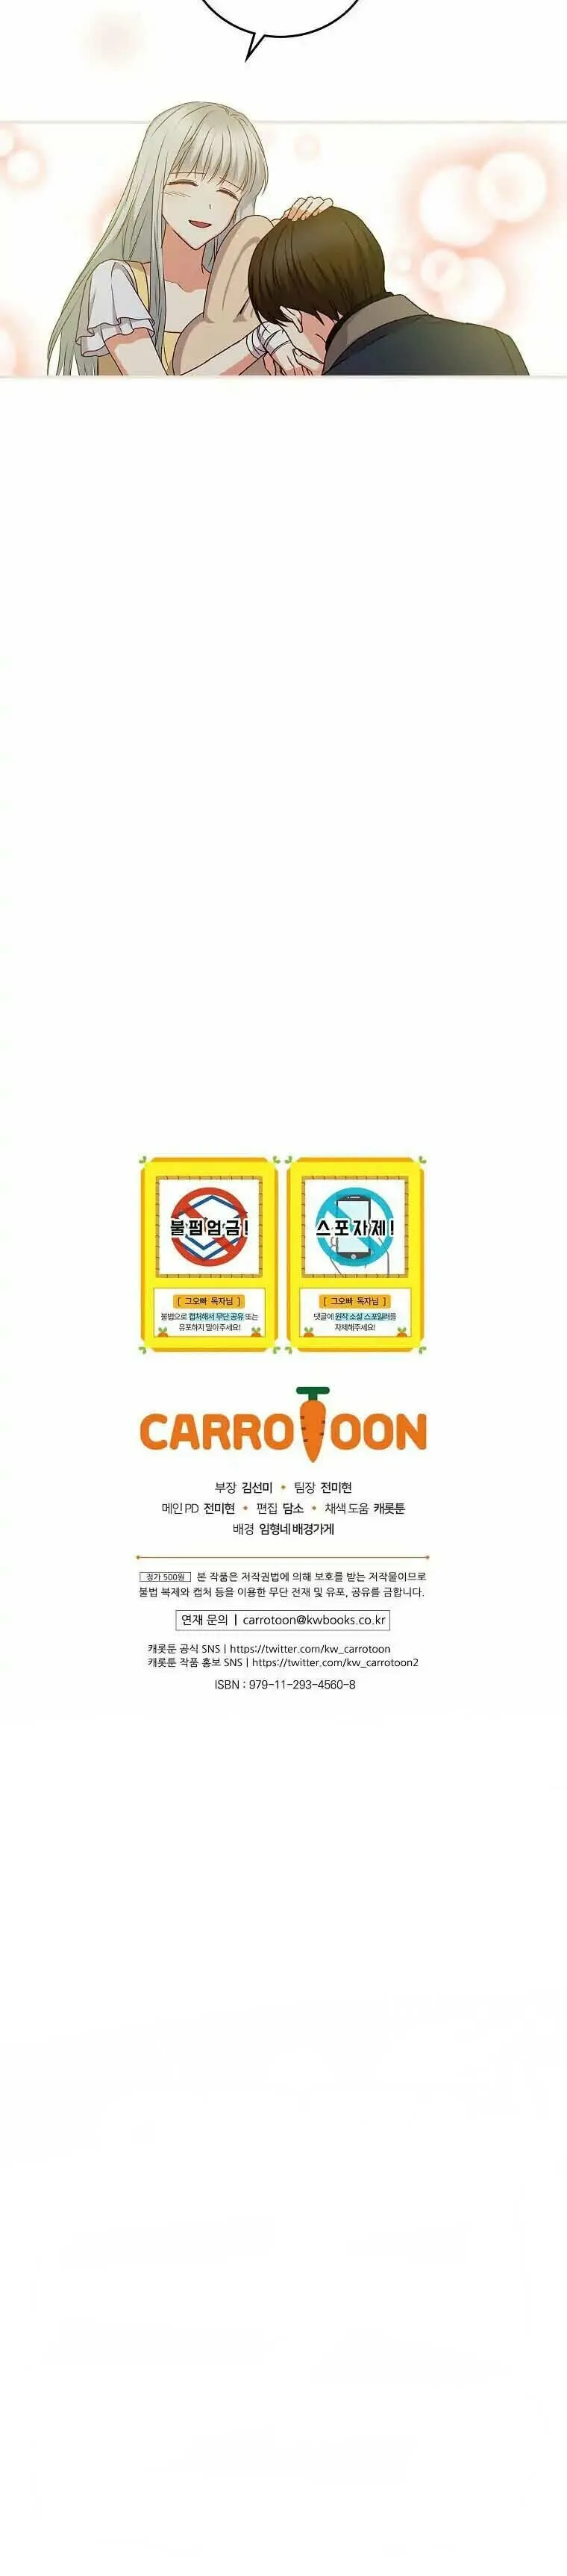 불펌엄금!
[ 그오빠 독자님 ]
불법으로 캡처해서 무단 공유 또는
유포하지 말아주세요!
스포자제!
[ 그오빠 독자님 ]
댓글에 원작 소설 스포일러를
자제해주세요!
CARROTOON
부장 김선미 • 팀장 전미현
메인 PD 전미현 • 편집 담소 • 채색 도움 캐롯툰
배경 임형네 배경가게
정가 500원 본 작품은 저작권법에 의해 보호를 받는 저작물이므로
불법 복제와 캡처 등을 이용한 무단 전재 및 유포, 공유를 금합니다.
연재 문의 | carrotoon@kwbooks.co.kr
캐롯툰 공식 SNS | https://twitter.com/kw_carrotoon
캐롯툰 작품 홍보 SNS | https://twitter.com/kw_carrotoon2
ISBN : 979-11-293-4560-8